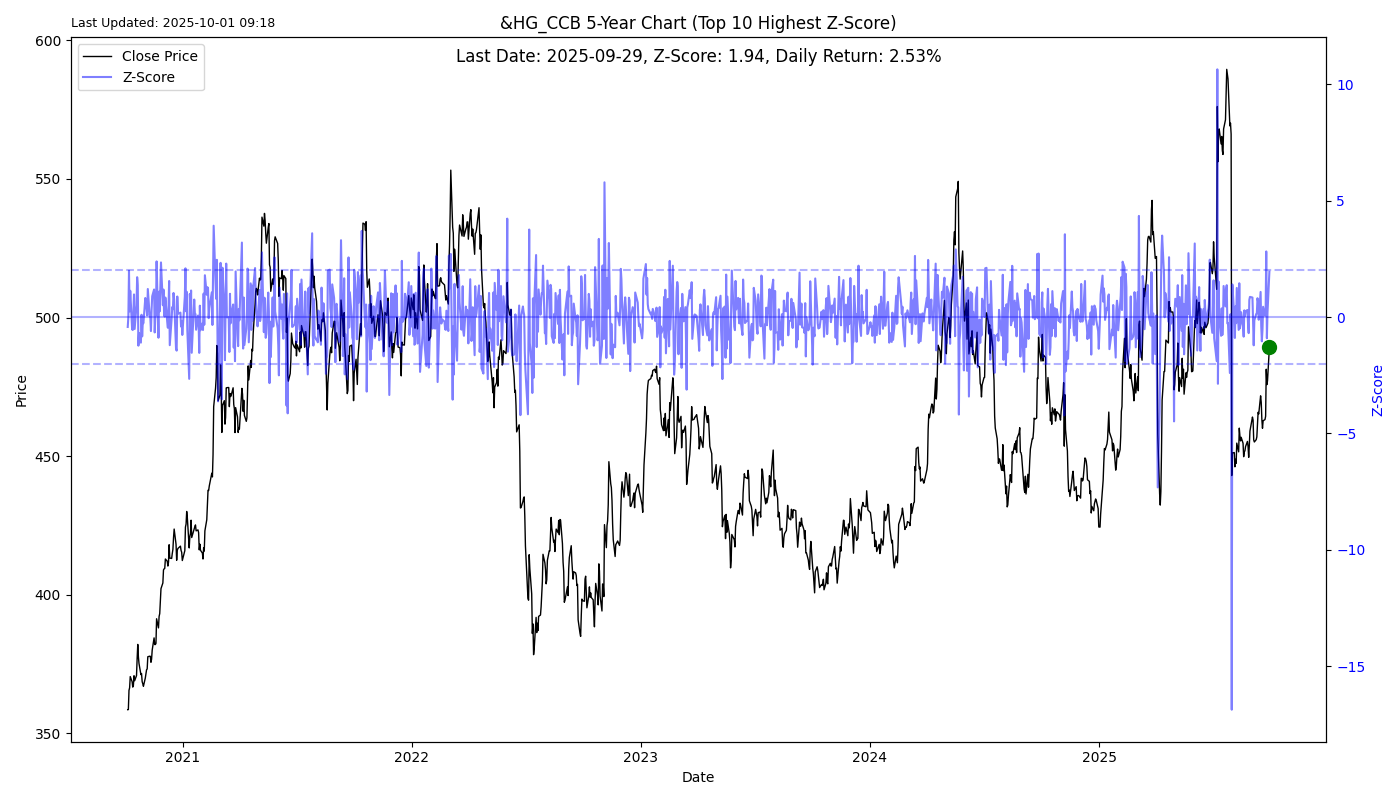 Last Updated: 2025-10-01 09:18
&HG_CCB 5-Year Chart (Top 10 Highest Z-Score)
Last Date: 2025-09-29, Z-Score: 1.94, Daily Return: 2.53%
Close Price
Z-Score
600
550
500
450
400
350
Price
10
5
0
−5
−10
−15
Z-Score
2021
2022
2023
2024
2025
Date